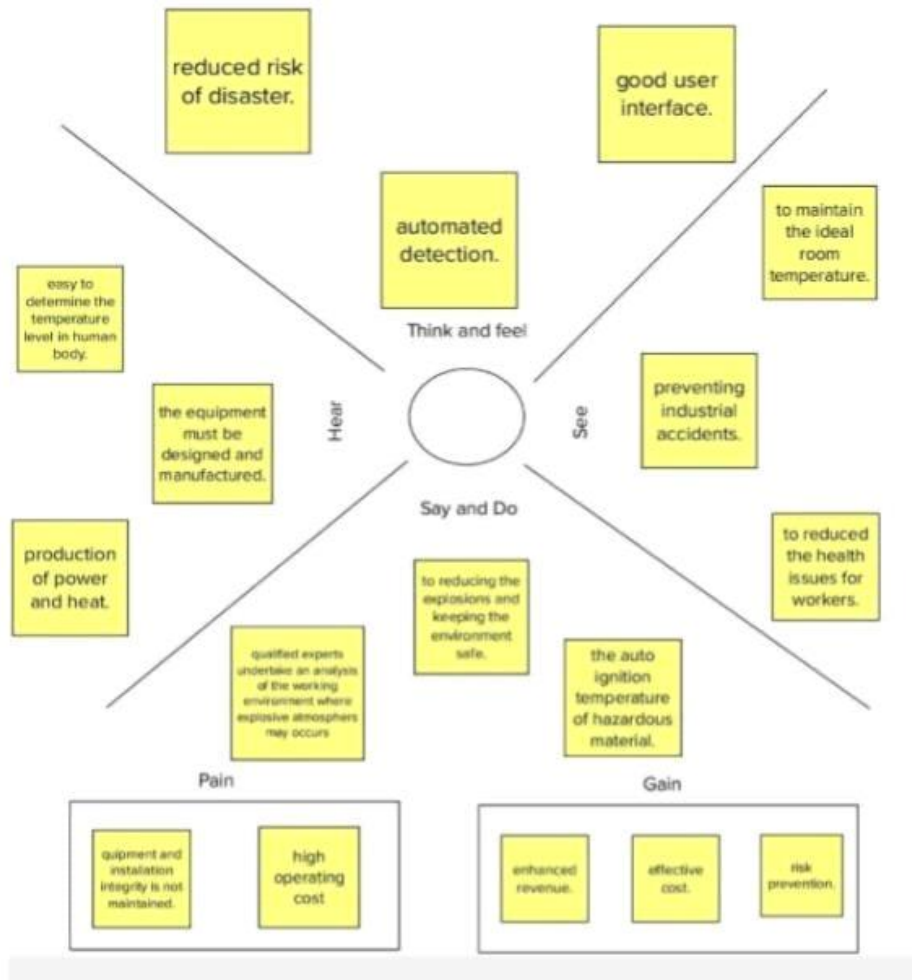 reduced risk
of disaster.
good user
interface.
automated
detection.
Think and feel
to maintain
the ideal
room
temperature.
easy to
determine the
temperature
level in human
body.
the equipment
must be
designed and
manufactured.
Hear
See
preventing
industrial
accidents.
production
of power
and heat.
Say and Do
to reduced
the health
issues for
workers.
to reducing the
explosions and
keeping the
environment
safe.
qualified experts
undertake an analysis
of the working
environment where
explosive atmosphers
may occurs
the auto
ignition
temperature
of hazardous
material.
Pain
Gain
quipment and
installation
integrity is not
maintained.
high
operating
cost
enhanced
revenue.
effective
cost.
risk
prevention.